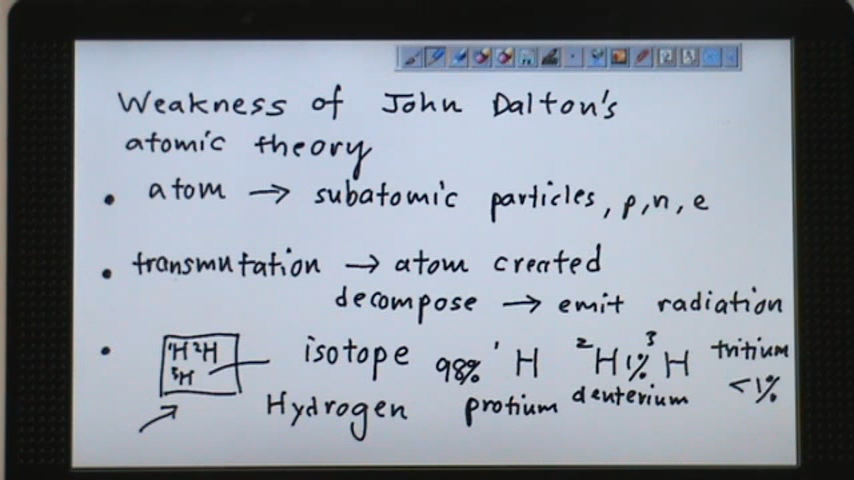 Weakness of John Dalton's
atomic theory
• atom → subatomic particles, p, n, e
• transmutation → atom created
decompose → emit radiation
• ¹H ²H isotope 98% ¹H ²H 1% ³H tritium
³H Hydrogen protium deuterium <1%